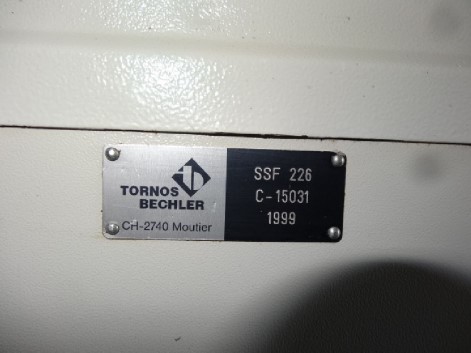 TORNOS
BECHLER
CH-2740 Moutier
SSF 226
C-15031
1999